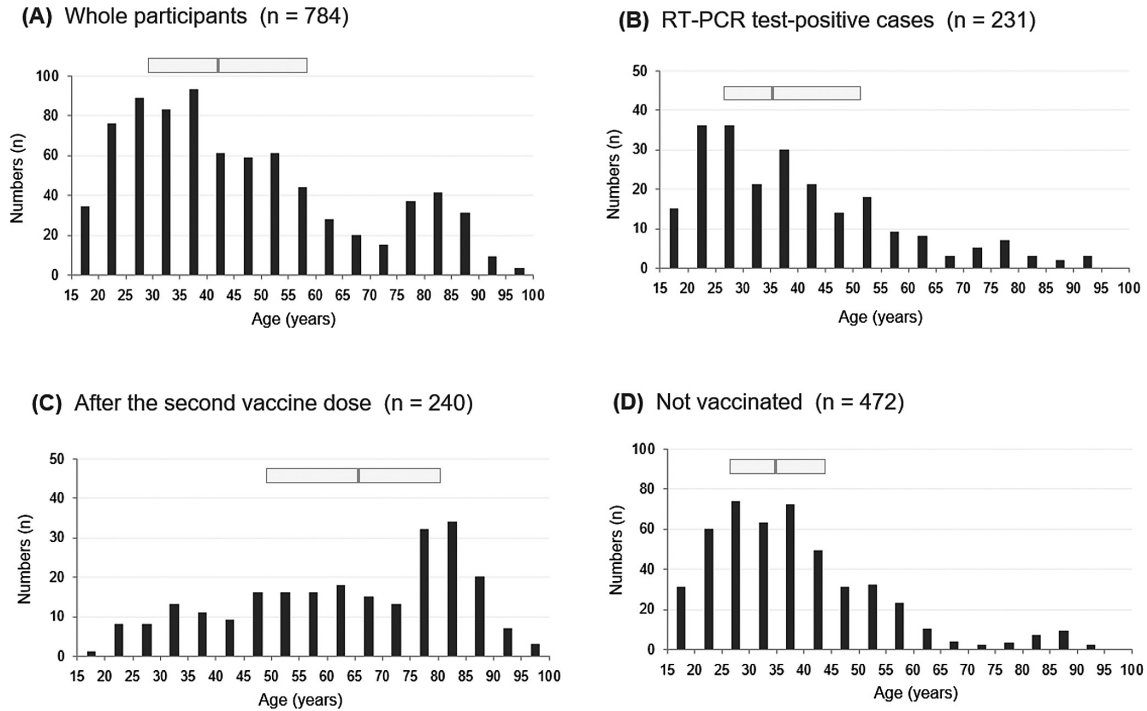 (A) Whole participants (n = 784)
100
80
60
40
20
0
Numbers (n)
15 20 25 30 35 40 45 50 55 60 65 70 75 80 85 90 95 100
Age (years)
(B) RT-PCR test-positive cases (n = 231)
50
40
30
20
10
0
Numbers (n)
15 20 25 30 35 40 45 50 55 60 65 70 75 80 85 90 95 100
Age (years)
(C) After the second vaccine dose (n = 240)
50
40
30
20
10
0
Numbers (n)
15 20 25 30 35 40 45 50 55 60 65 70 75 80 85 90 95 100
Age (years)
(D) Not vaccinated (n = 472)
100
80
60
40
20
0
Numbers (n)
15 20 25 30 35 40 45 50 55 60 65 70 75 80 85 90 95 100
Age (years)